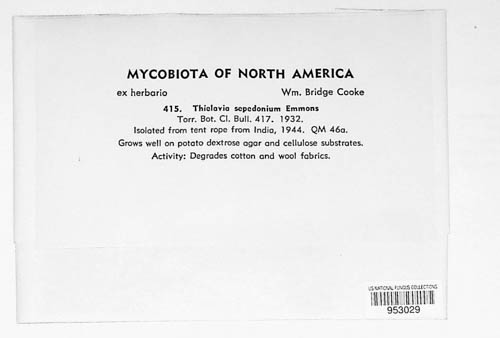 MYCOBIOTA OF NORTH AMERICA
ex herbario Wm. Bridge Cooke
415. Thielavia sepedonium Emmons
Torr. Bot. Cl. Bull. 417. 1932.
Isolated from tent rope from India, 1944. QM 46a.
Grows well on potato dextrose agar and cellulose substrates.
Activity: Degrades cotton and wool fabrics.
US NATIONAL FUNGUS COLLECTIONS
953029